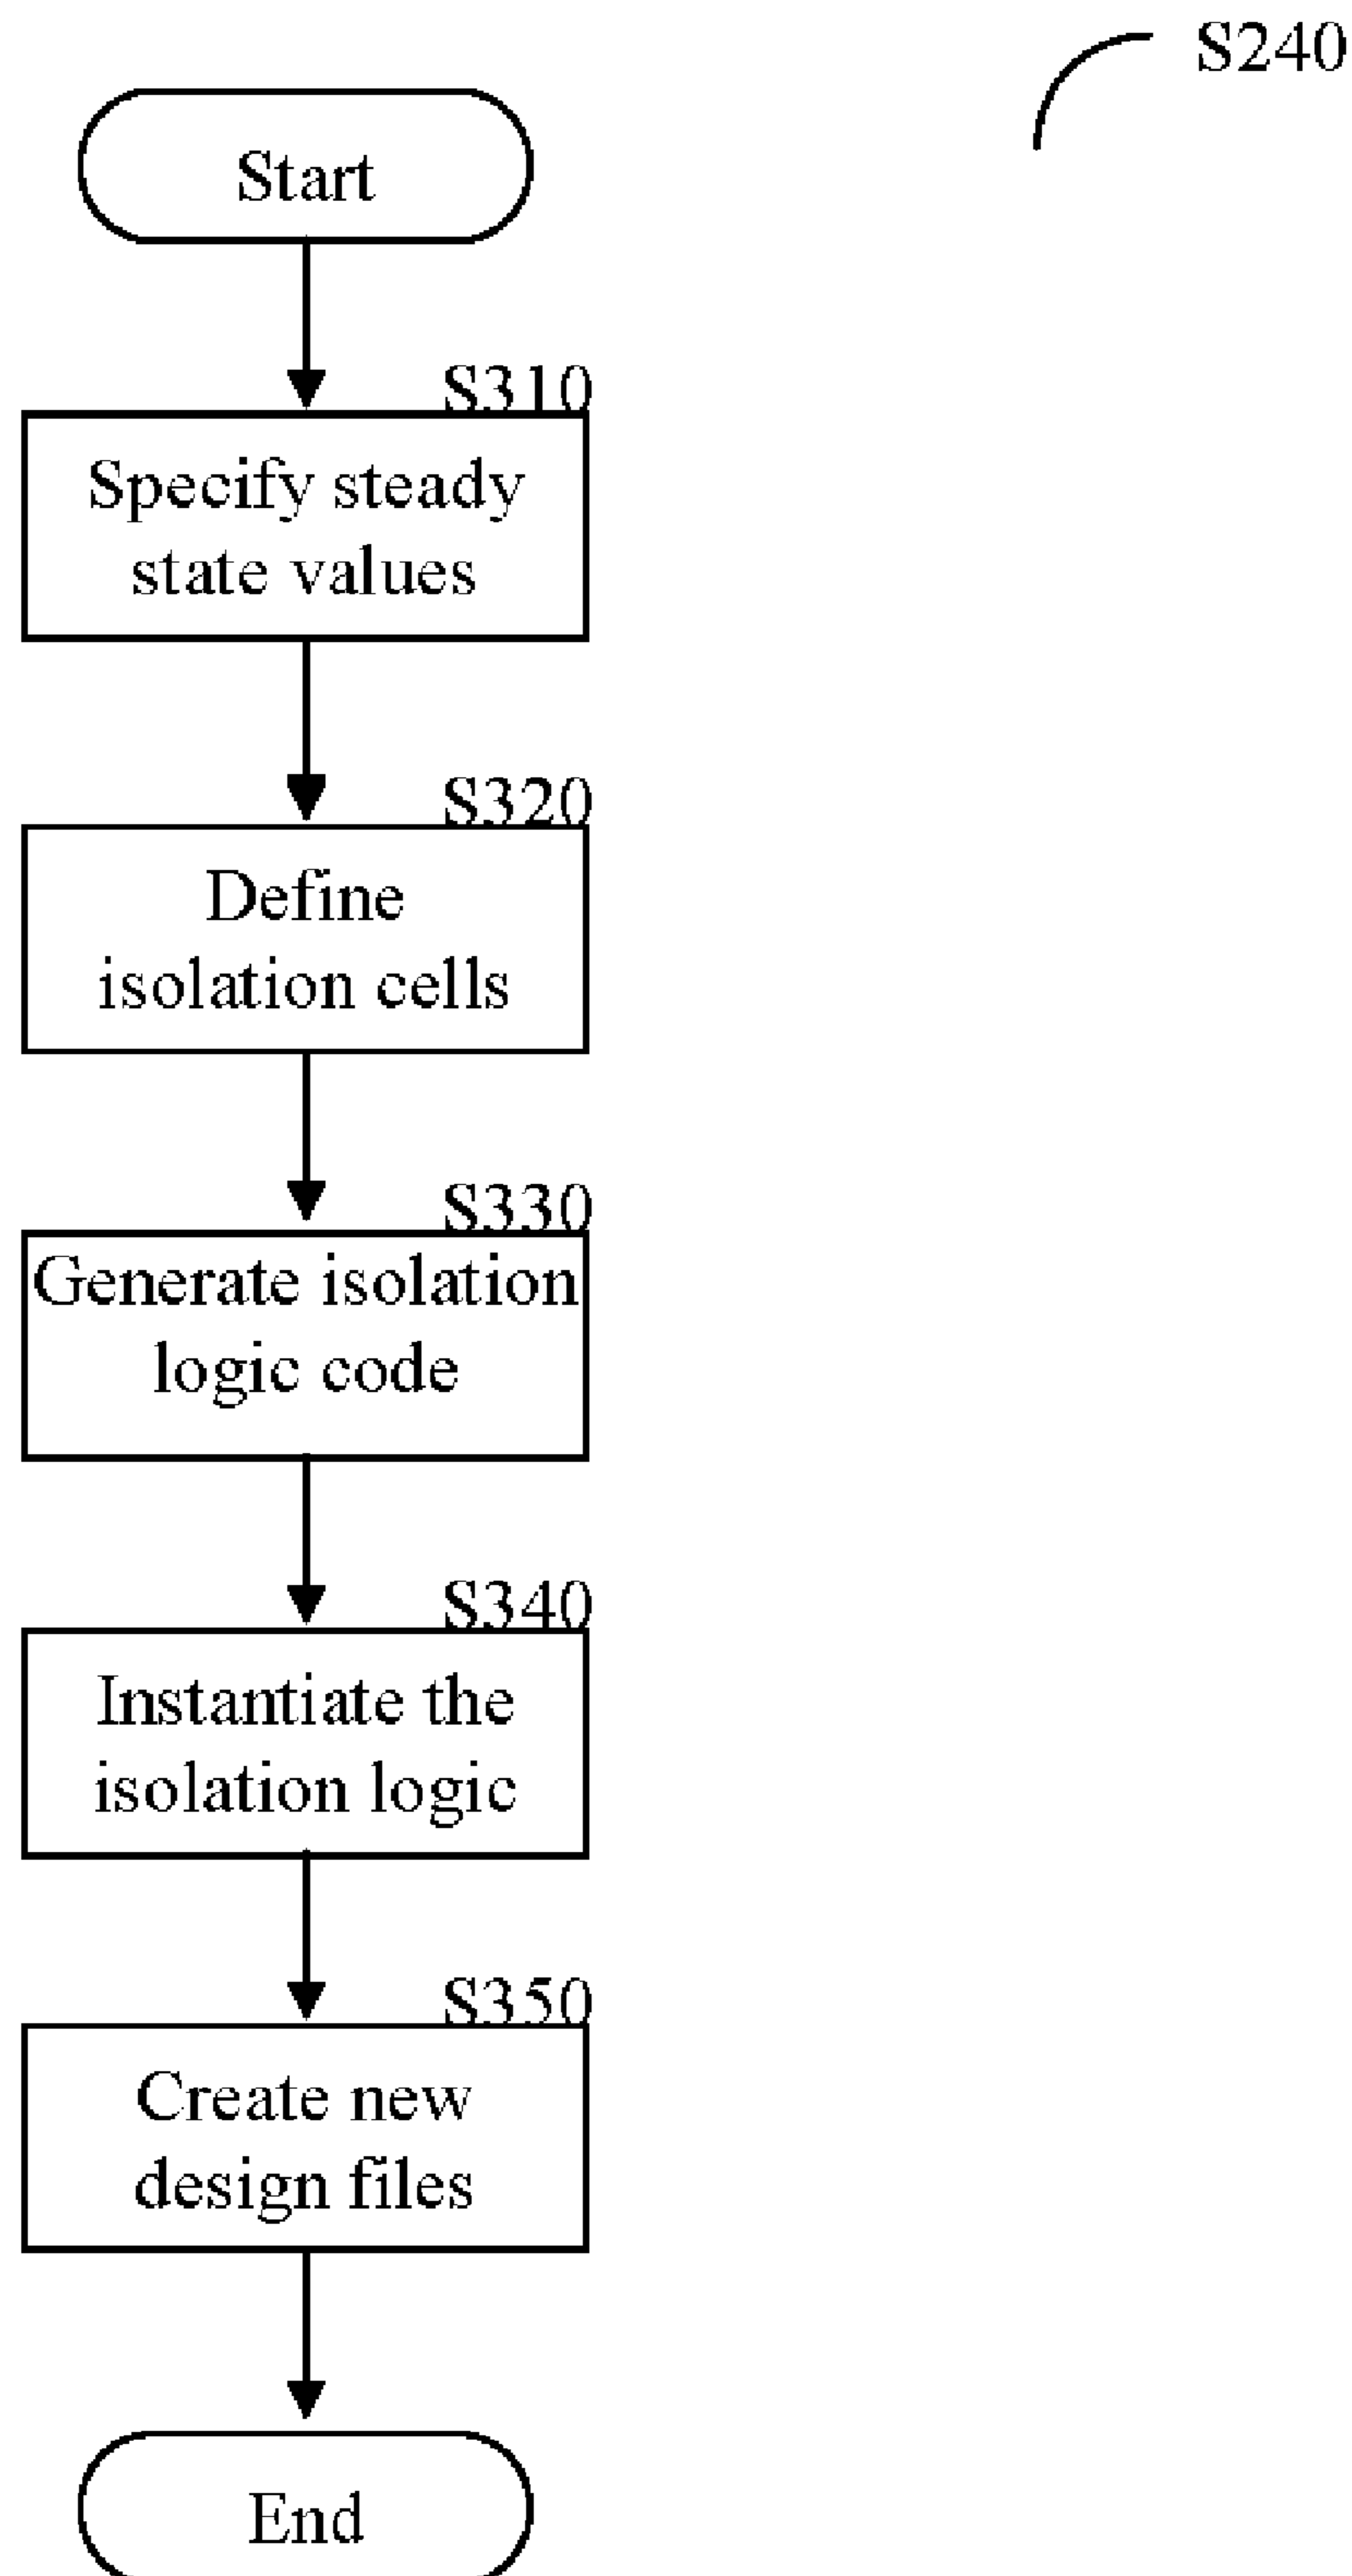 S240
Start
S310
Specify steady
state values
S320
Define
isolation cells
S330
Generate isolation
logic code
S340
Instantiate the
isolation logic
S350
Create new
design files
End